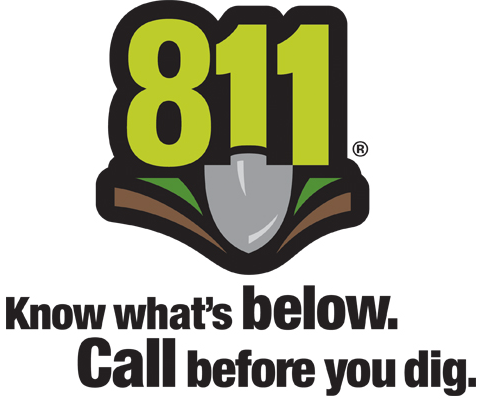 811®
Know what's below.
Call before you dig.